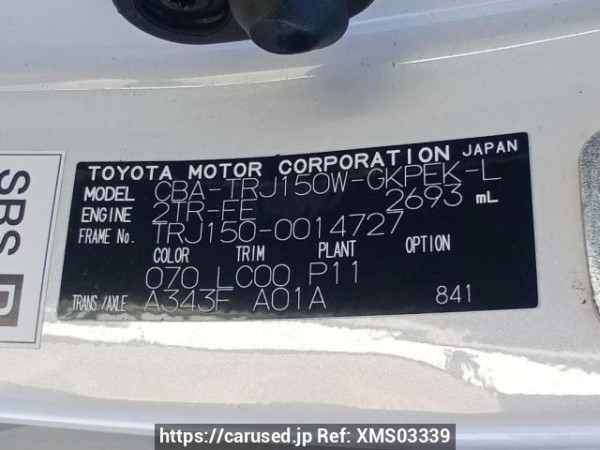 TOYOTA MOTOR CORPORATION JAPAN
MODEL CBA-TRJ150W-GKPEK-L
ENGINE 2TR-FE 2693 mL
FRAME No. TRJ150-0014727
COLOR TRIM PLANT OPTION
070 LC00 P11
TRANS./AXLE A343F A01A 841
SRS
https://carused.jp Ref: XMS03339